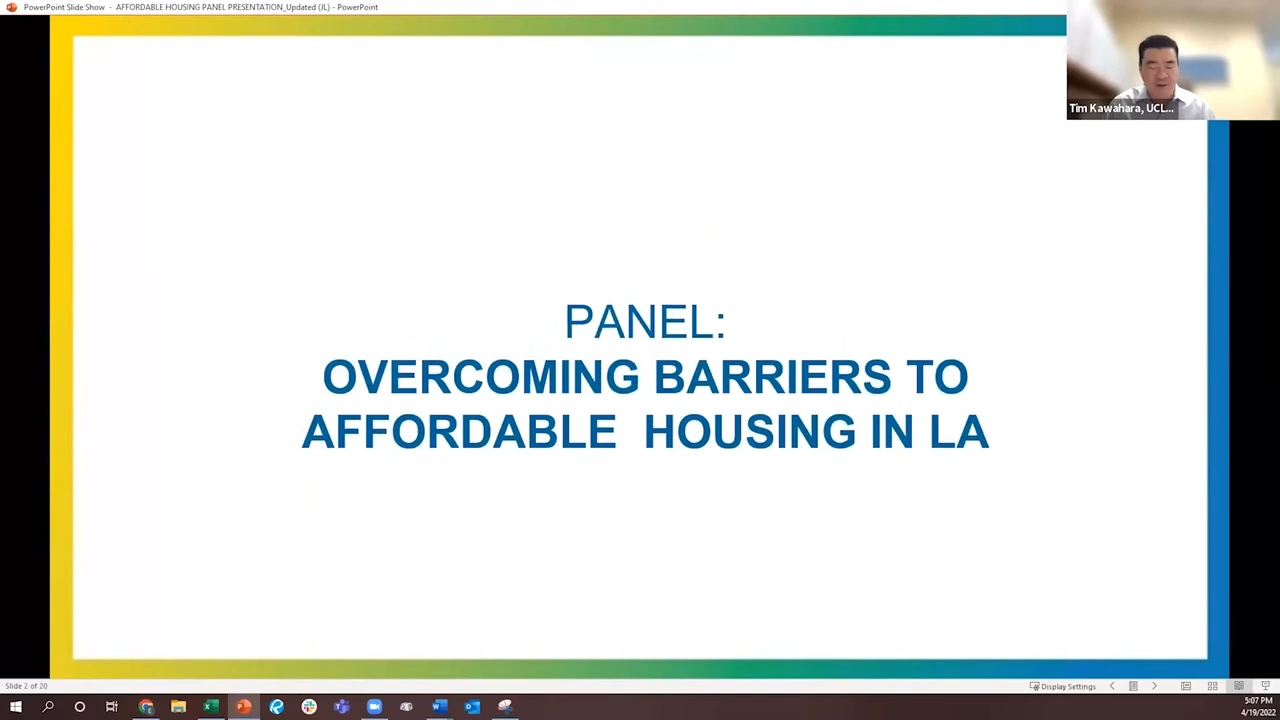 PowerPoint Slide Show - AFFORDABLE HOUSING PANEL PRESENTATION_Updated (JL) - PowerPoint
Tim Kawahara, UCL...
PANEL:
OVERCOMING BARRIERS TO
AFFORDABLE HOUSING IN LA
Slide 2 of 20
Display Settings
5:07 PM
4/19/2022